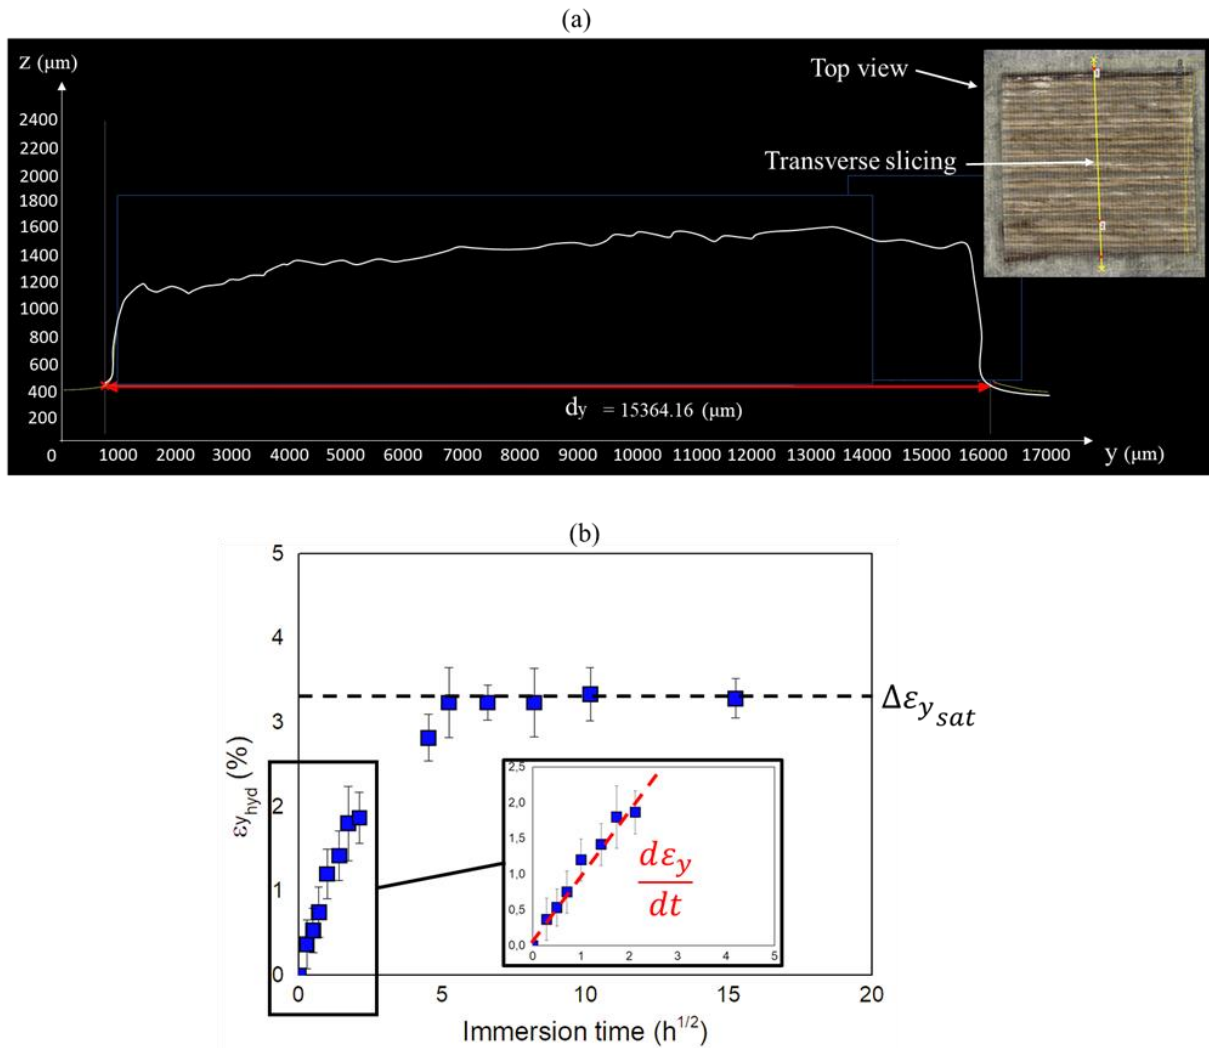 (a)
Z (μm)
Top view
Transverse slicing
2400
2200
2000
1800
1600
1400
1200
1000
800
600
400
200
dy = 15364.16 (μm)
0 1000 2000 3000 4000 5000 6000 7000 8000 9000 10000 11000 12000 13000 14000 15000 16000 17000 y (μm)
(b)
5
4
3
2
1
0
εyhyd (%)
Δεysat
2,5
2,0
1,5
1,0
0,5
0,0
dεy
dt
0 1 2 3 4 5
0 5 10 15 20
Immersion time (h1/2)